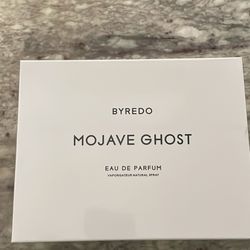 BYREDO
MOJAVE GHOST
EAU DE PARFUM
VAPORISATEUR NATURAL SPRAY